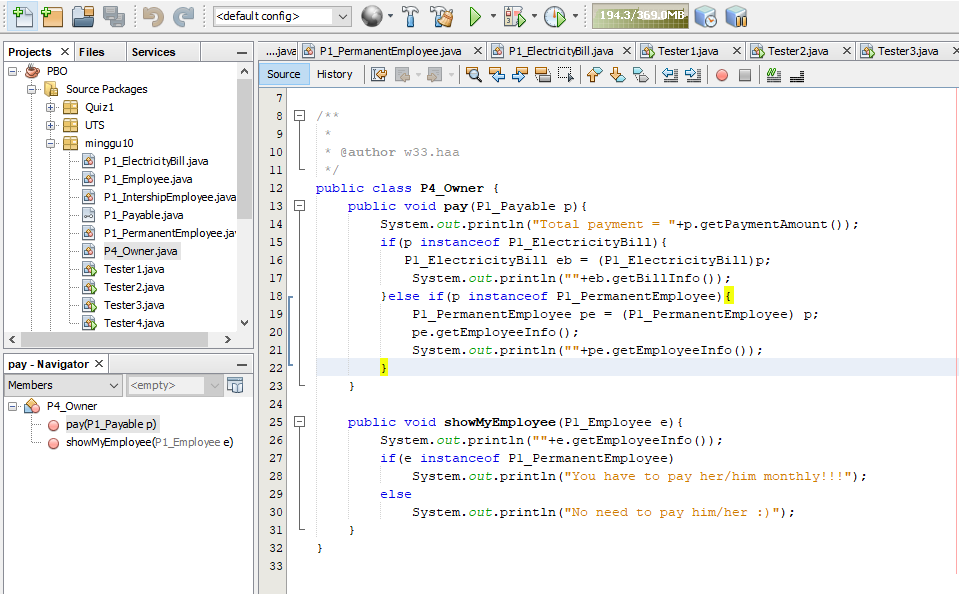 <default config>
194.3/369.0MB
Projects
Files
Services
....java
P1_PermanentEmployee.java
P1_ElectricityBill.java
Tester1.java
Tester2.java
Tester3.java
Source
History
PBO
Source Packages
Quiz1
UTS
minggu10
P1_ElectricityBill.java
P1_Employee.java
P1_IntershipEmployee.java
P1_Payable.java
P1_PermanentEmployee.jav
P4_Owner.java
Tester1.java
Tester2.java
Tester3.java
Tester4.java
pay - Navigator
Members
<empty>
P4_Owner
pay(P1_Payable p)
showMyEmployee(P1_Employee e)
7
8 /**
9 *
10 * @author w33.haa
11 */
12 public class P4_Owner {
13 public void pay(P1_Payable p){
14 System.out.println("Total payment = "+p.getPaymentAmount());
15 if(p instanceof P1_ElectricityBill){
16 P1_ElectricityBill eb = (P1_ElectricityBill)p;
17 System.out.println(""+eb.getBillInfo());
18 }else if(p instanceof P1_PermanentEmployee){
19 P1_PermanentEmployee pe = (P1_PermanentEmployee) p;
20 pe.getEmployeeInfo();
21 System.out.println(""+pe.getEmployeeInfo());
22 }
23 }
24
25 public void showMyEmployee(P1_Employee e){
26 System.out.println(""+e.getEmployeeInfo());
27 if(e instanceof P1_PermanentEmployee)
28 System.out.println("You have to pay her/him monthly!!!");
29 else
30 System.out.println("No need to pay him/her :)");
31 }
32 }
33